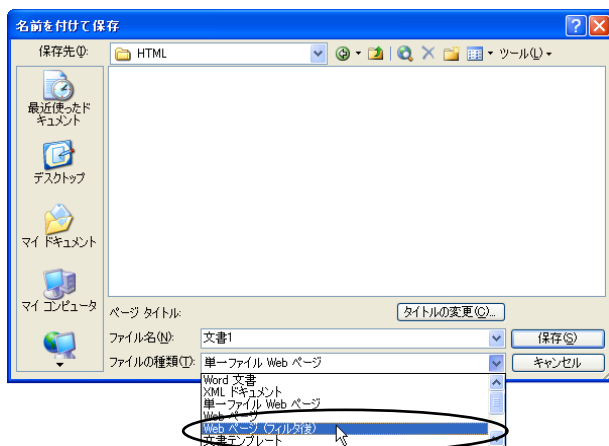 名前を付けて保存
保存先(I):
HTML
ツール(L)
最近使ったド
キュメント
デスクトップ
マイ ドキュメント
マイ コンピュータ
ページ タイトル:
タイトルの変更(C)...
ファイル名(N):
文書1
保存(S)
ファイルの種類(T):
単一ファイル Web ページ
キャンセル
Word 文書
XML ドキュメント
単一ファイル Web ページ
Web ページ
Web ページ (フィルタ後)
文書テンプレート